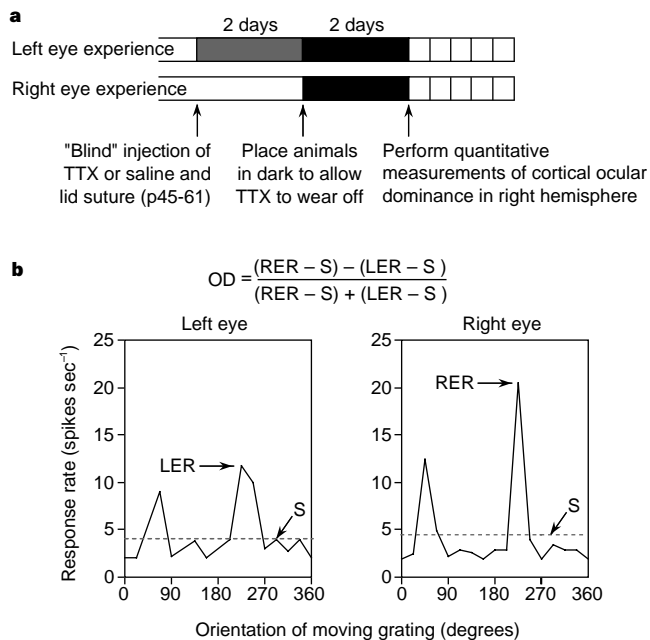 a
2 days 2 days
Left eye experience
Right eye experience
"Blind" injection of
TTX or saline and
lid suture (p45-61)
Place animals
in dark to allow
TTX to wear off
Perform quantitative
measurements of cortical ocular
dominance in right hemisphere
b
OD = (RER – S) – (LER – S )
(RER – S) + (LER – S )
Left eye
Right eye
Response rate (spikes sec⁻¹)
25
20
15
10
5
0
LER
S
0 90 180 270 360
25
20
15
10
5
0
RER
S
0 90 180 270 360
Orientation of moving grating (degrees)